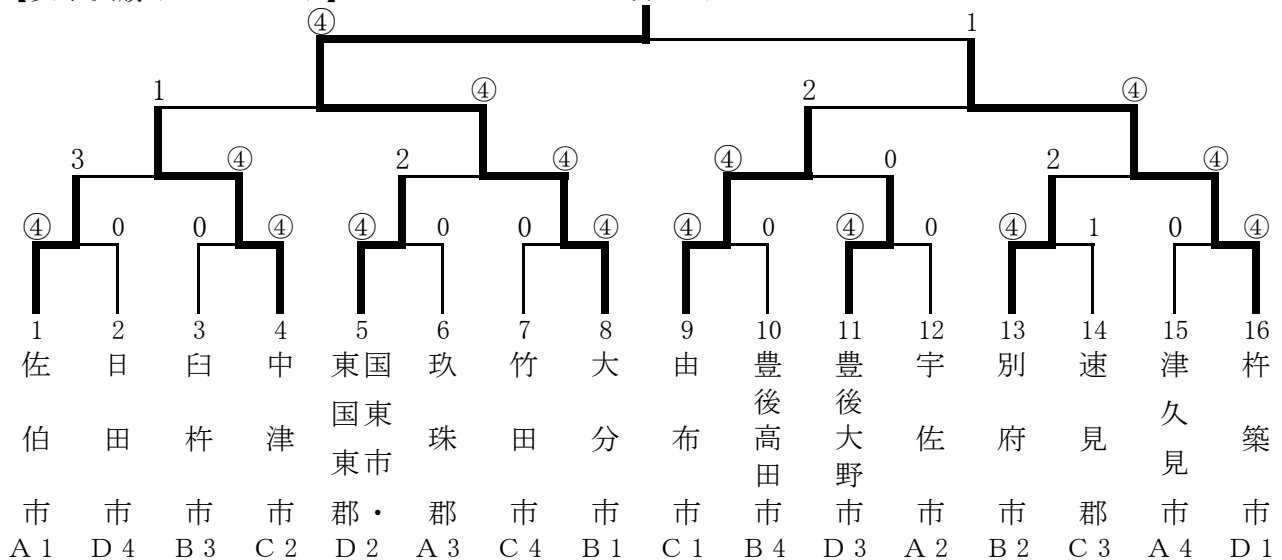 ④ 1
1 ④ 2 ④
3 ④ 2 ④ ④ 0 2 ④
④ 0 0 ④ ④ 0 0 ④ ④ 0 ④ 0 ④ 1 0 ④
1 2 3 4 5 6 7 8 9 10 11 12 13 14 15 16
佐伯市
日田市
臼杵市
中津市
国東市・
東国東郡
玖珠郡
竹田市
大分市
由布市
豊後高田市
豊後大野市
宇佐市
別府市
速見郡
津久見市
杵築市
A1 D4 B3 C2 D2 A3 C4 B1 C1 B4 D3 A2 B2 C3 A4 D1